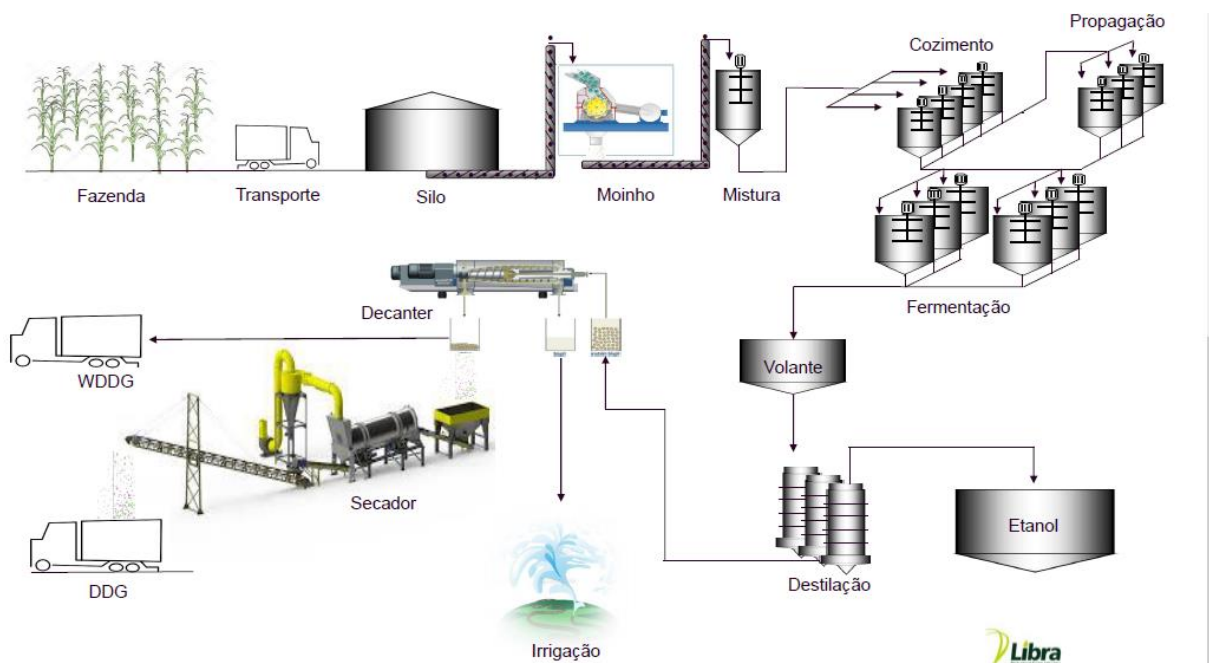 Propagação
Cozimento
Fazenda
Transporte
Silo
Moinho
Mistura
Decanter
Fermentação
WDDG
Volante
Secador
Etanol
DDG
Destilação
Irrigação
Libra